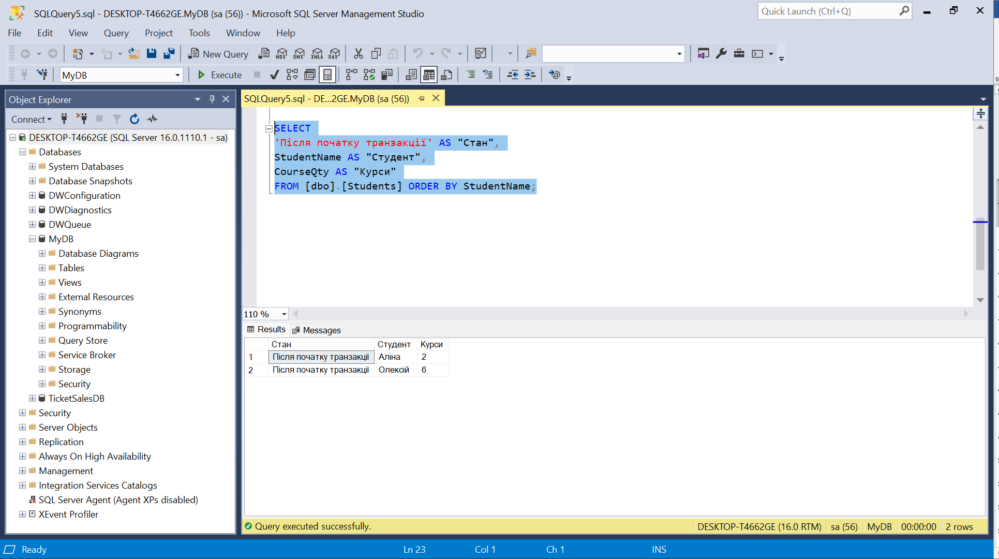 SQLQuery5.sql - DESKTOP-T4662GE.MyDB (sa (56)) - Microsoft SQL Server Management Studio
Quick Launch (Ctrl+Q)
File Edit View Query Project Tools Window Help
New Query MDX DMX XMLA DAX
MyDB Execute
Object Explorer
SQLQuery5.sql - DE...2GE.MyDB (sa (56))
Connect
DESKTOP-T4662GE (SQL Server 16.0.1110.1 - sa)
Databases
System Databases
Database Snapshots
DWConfiguration
DWDiagnostics
DWQueue
MyDB
Database Diagrams
Tables
Views
External Resources
Synonyms
Programmability
Query Store
Service Broker
Storage
Security
TicketSalesDB
Security
Server Objects
Replication
Always On High Availability
Management
Integration Services Catalogs
SQL Server Agent (Agent XPs disabled)
XEvent Profiler
SELECT
'Після початку транзакції' AS "Стан",
StudentName AS "Студент",
CourseQty AS "Курси"
FROM [dbo].[Students] ORDER BY StudentName;
110 %
Results Messages
Стан Студент Курси
1 Після початку транзакції Аліна 2
2 Після початку транзакції Олексій 6
Query executed successfully. DESKTOP-T4662GE (16.0 RTM) sa (56) MyDB 00:00:00 2 rows
Ready Ln 23 Col 1 Ch 1 INS